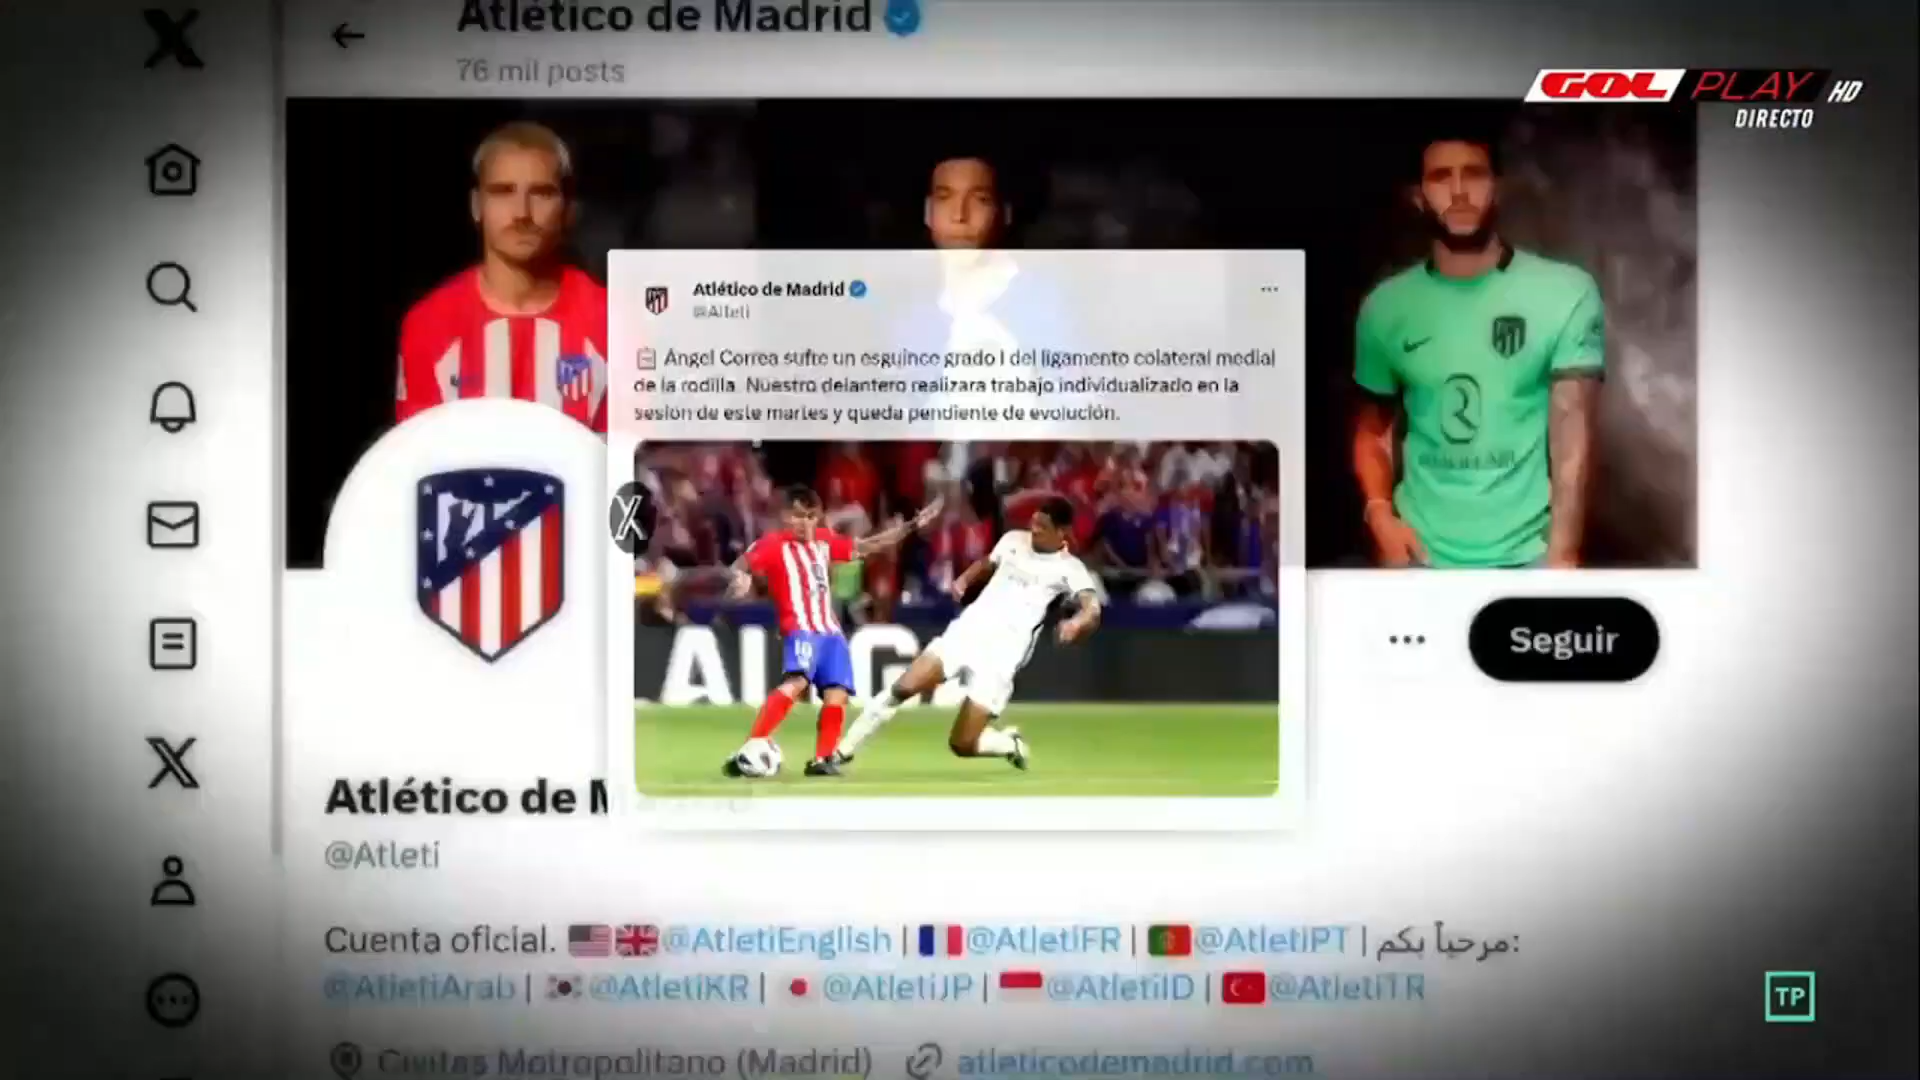 Atlético de Madrid
76 mil posts
GOL PLAY HD
DIRECTO
Atlético de Madrid
@Atleti
Ángel Correa sufre un esguince grado I del ligamento colateral medial
de la rodilla. Nuestro delantero realizará trabajo individualizado en la
sesión de este martes y queda pendiente de evolución.
10
Seguir
Atlético de M
@Atleti
Cuenta oficial. @AtletiEnglish | @AtletiFR | @AtletiPT | مرحباً بكم:
@AtletiArab | @AtletiKR | @AtletiJP | @AtletiID | @AtletiTR
TP
Cívitas Metropolitano (Madrid) atleticodemadrid.com